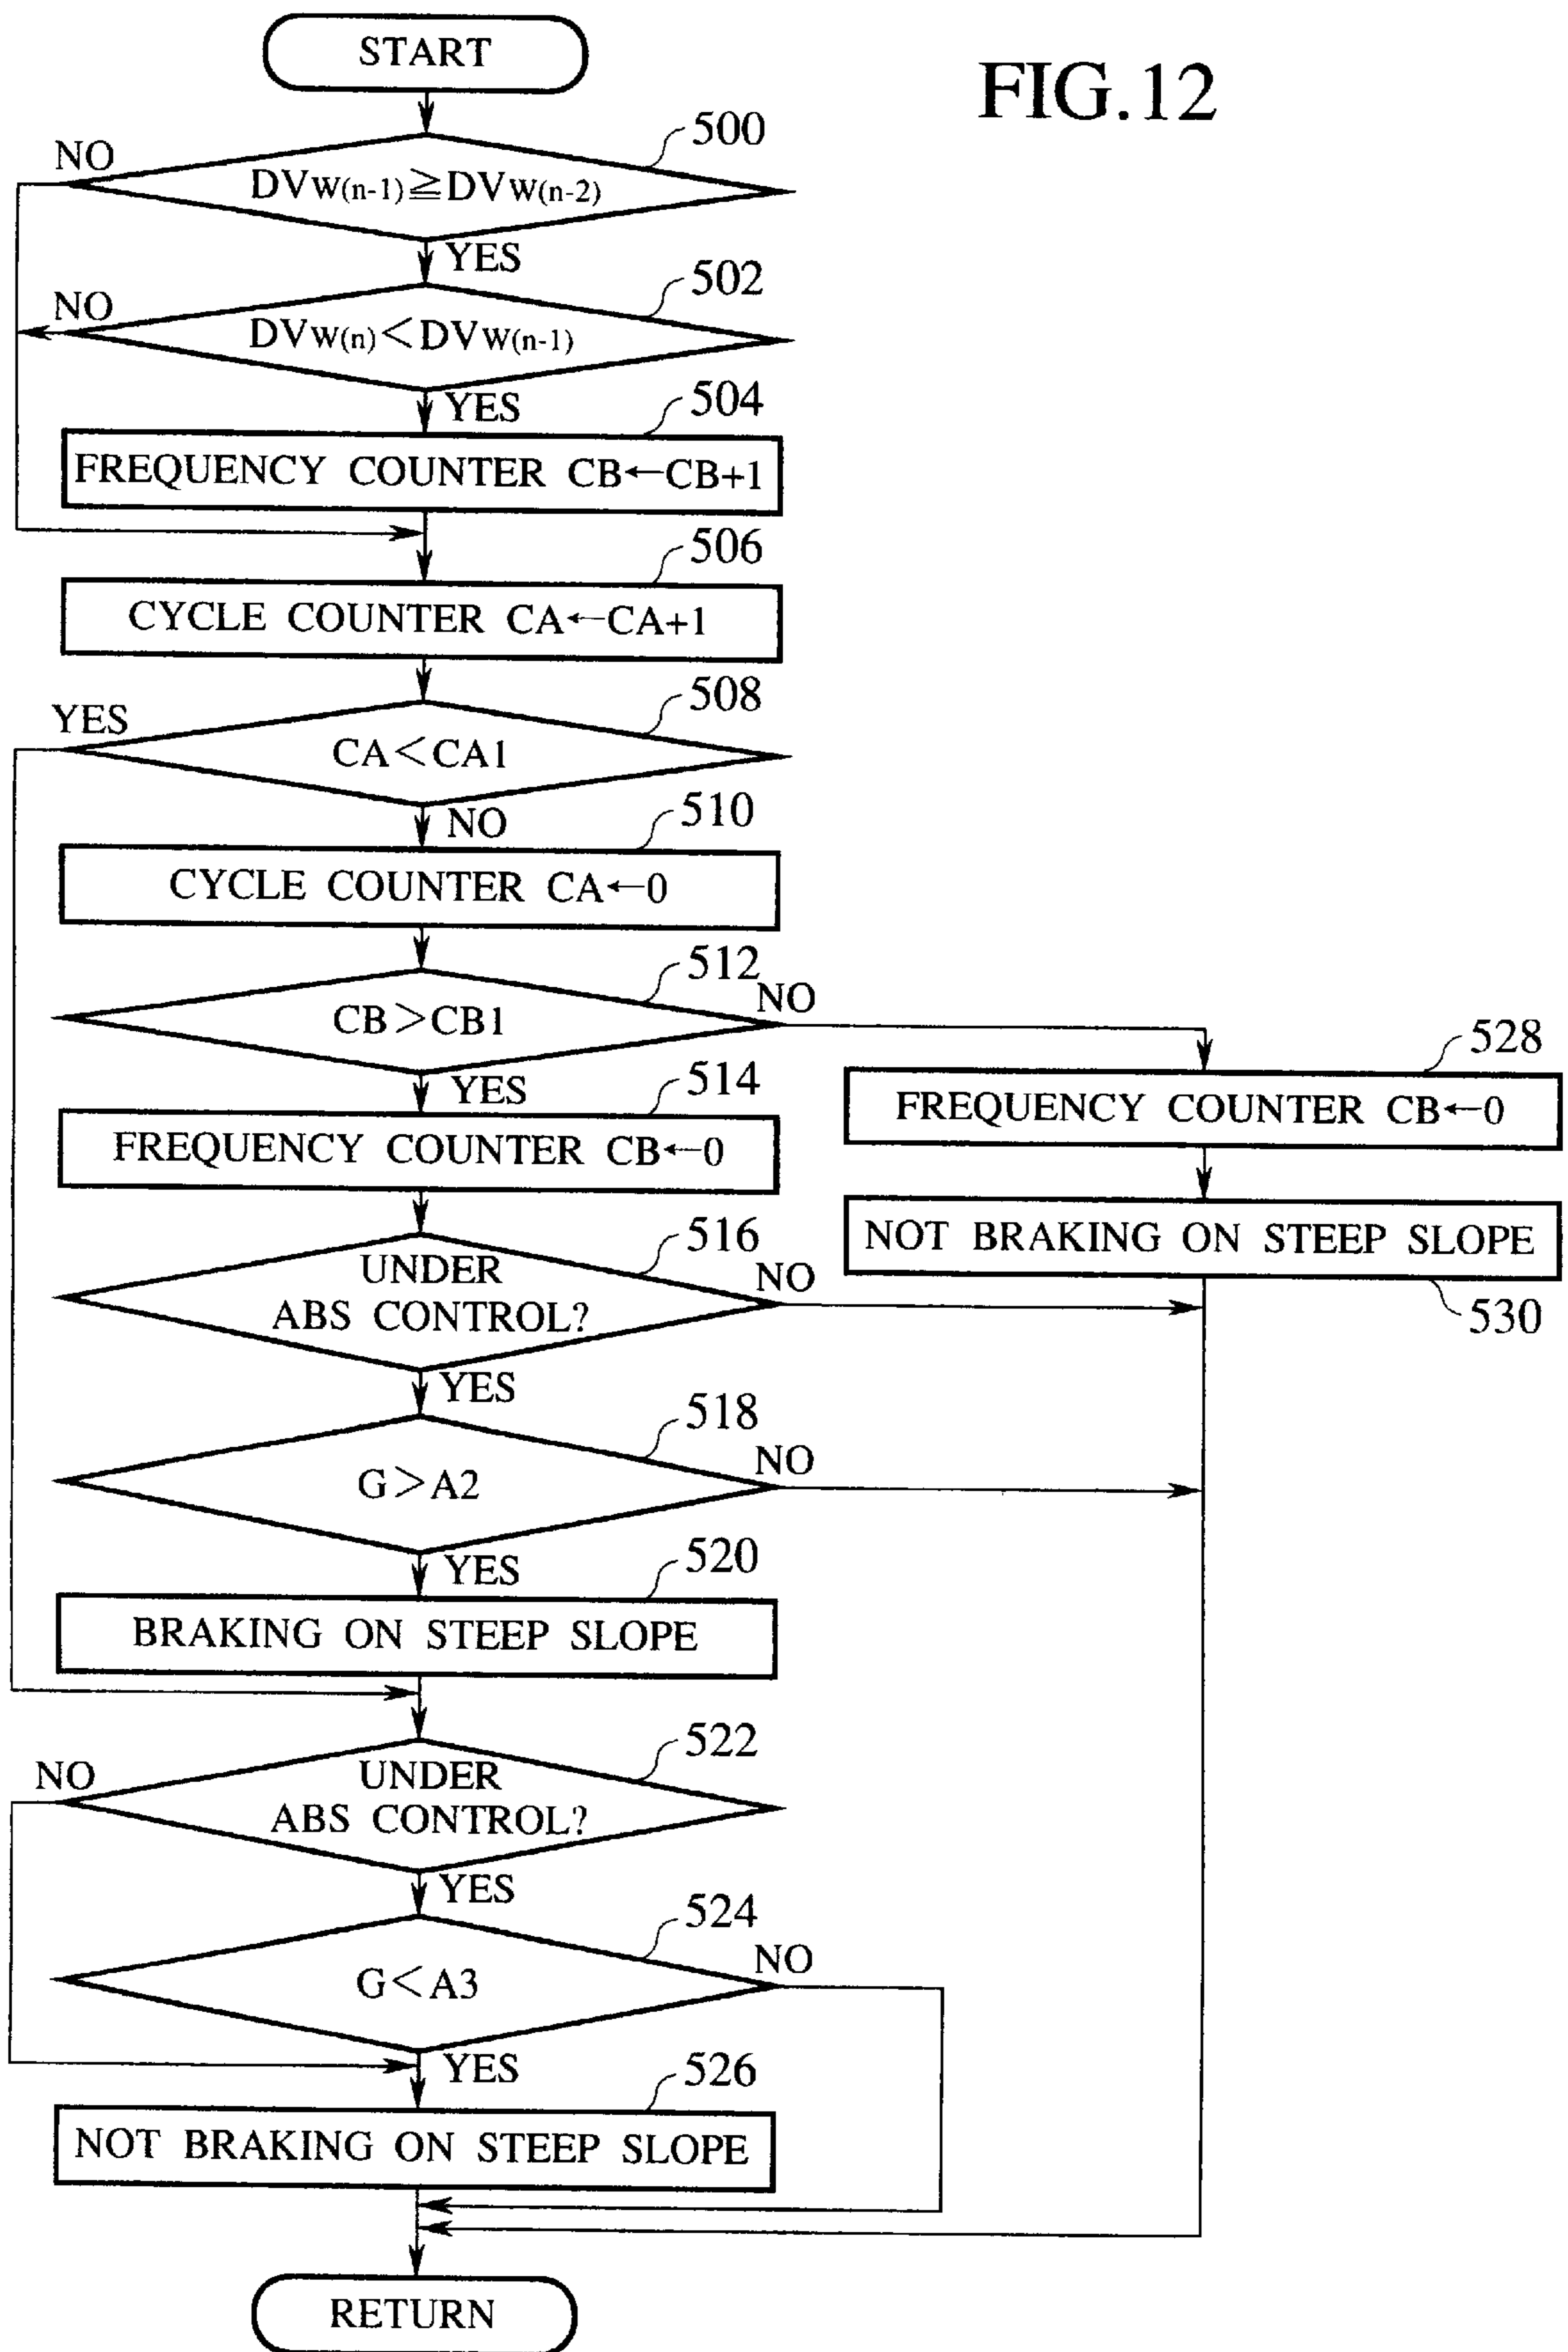 FIG.12
START
500
NO
DVW(n-1)≧DVW(n-2)
YES
502
NO
DVW(n)<DVW(n-1)
YES
504
FREQUENCY COUNTER CB←CB+1
506
CYCLE COUNTER CA←CA+1
508
YES
CA<CA1
NO
510
CYCLE COUNTER CA←0
512
NO
CB>CB1
YES
514
FREQUENCY COUNTER CB←0
528
FREQUENCY COUNTER CB←0
NOT BRAKING ON STEEP SLOPE
530
516
UNDER
ABS CONTROL?
NO
YES
518
G>A2
NO
YES
520
BRAKING ON STEEP SLOPE
522
NO
UNDER
ABS CONTROL?
YES
524
NO
G<A3
YES
526
NOT BRAKING ON STEEP SLOPE
RETURN